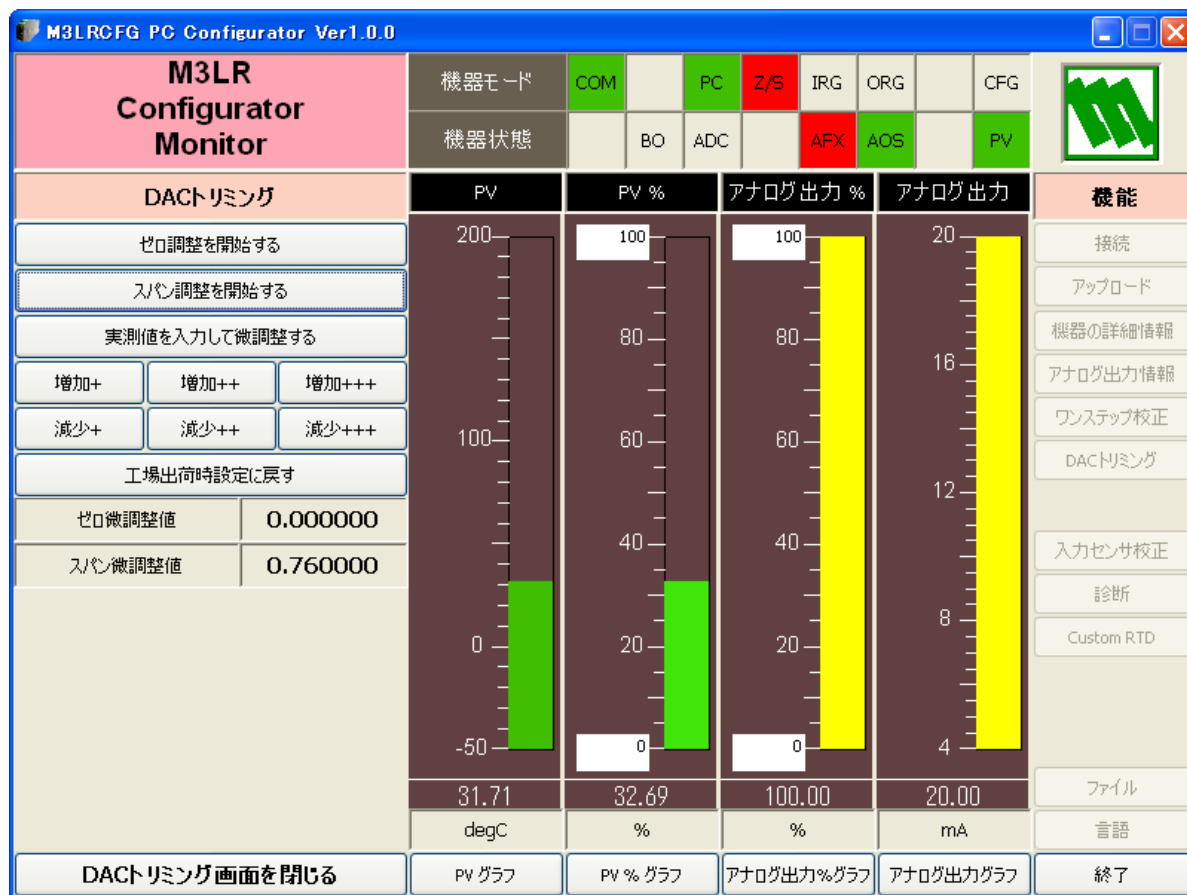 M3LRCFG PC Configurator Ver1.0.0
M3LR
Configurator
Monitor
機器モード
COM
PC
Z/S
IRG
ORG
CFG
機器状態
BO
ADC
AFX
AOS
PV
DACトリミング
ゼロ調整を開始する
スパン調整を開始する
実測値を入力して微調整する
増加+
増加++
増加+++
減少+
減少++
減少+++
工場出荷時設定に戻す
ゼロ微調整値
0.000000
スパン微調整値
0.760000
DACトリミング画面を閉じる
PV
200
100
0
-50
31.71
degC
PV グラフ
PV %
100
80
60
40
20
0
32.69
%
PV % グラフ
アナログ出力 %
100
80
60
40
20
0
100.00
%
アナログ出力%グラフ
アナログ出力
20
16
12
8
4
20.00
mA
アナログ出力グラフ
機能
接続
アップロード
機器の詳細情報
アナログ出力情報
ワンステップ校正
DACトリミング
入力センサ校正
診断
Custom RTD
ファイル
言語
終了